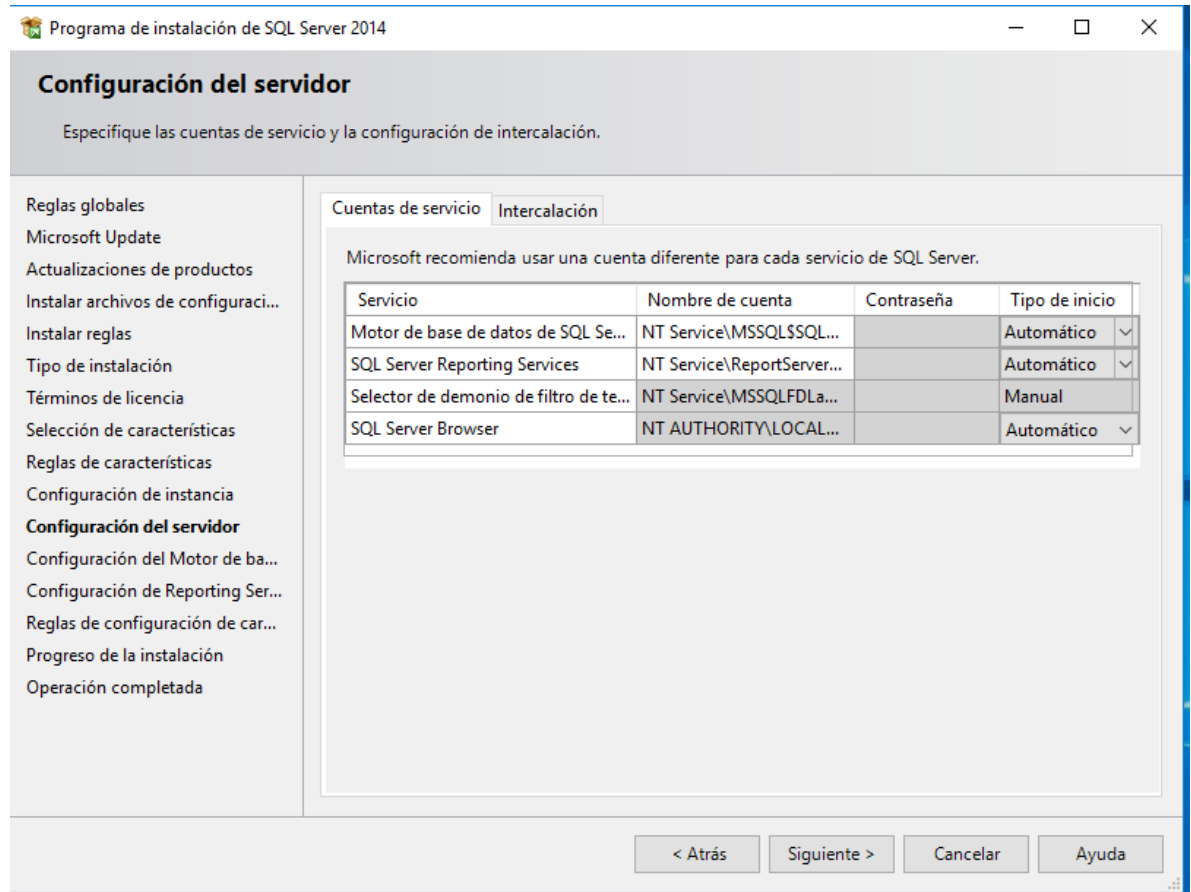 Programa de instalación de SQL Server 2014
Configuración del servidor
Especifique las cuentas de servicio y la configuración de intercalación.
Reglas globales
Microsoft Update
Actualizaciones de productos
Instalar archivos de configuraci...
Instalar reglas
Tipo de instalación
Términos de licencia
Selección de características
Reglas de características
Configuración de instancia
Configuración del servidor
Configuración del Motor de ba...
Configuración de Reporting Ser...
Reglas de configuración de car...
Progreso de la instalación
Operación completada
Cuentas de servicio Intercalación
Microsoft recomienda usar una cuenta diferente para cada servicio de SQL Server.
Servicio Nombre de cuenta Contraseña Tipo de inicio
Motor de base de datos de SQL Se... NT Service\MSSQL$SQL... Automático
SQL Server Reporting Services NT Service\ReportServer... Automático
Selector de demonio de filtro de te... NT Service\MSSQLFDLa... Manual
SQL Server Browser NT AUTHORITY\LOCAL... Automático
< Atrás Siguiente > Cancelar Ayuda